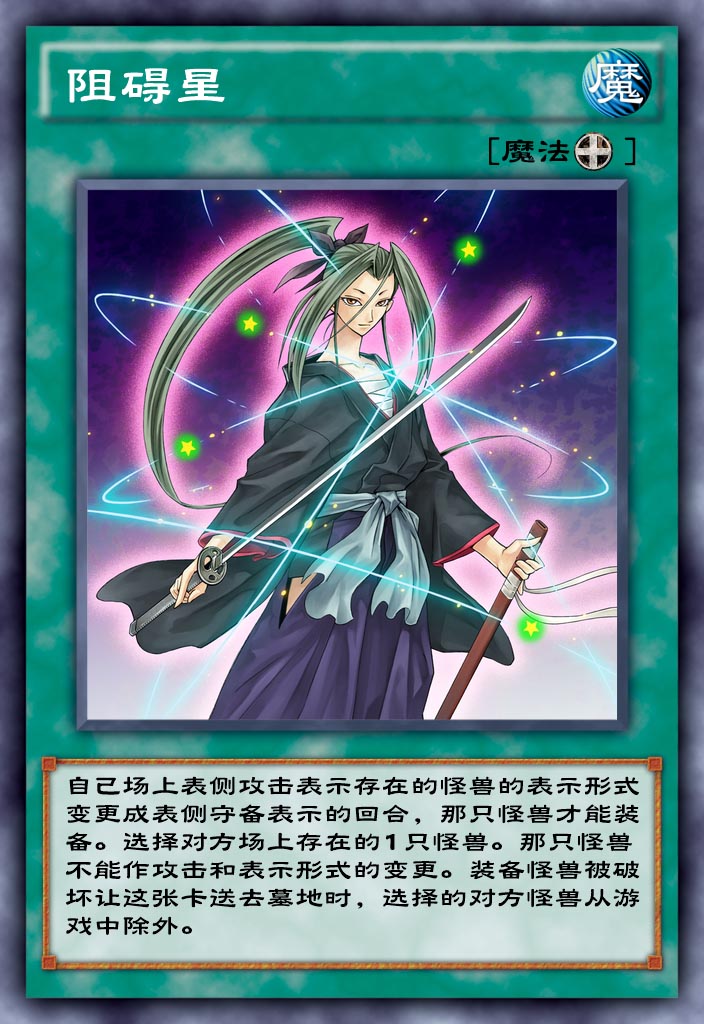 阻碍星
魔
[魔法]
自己场上表侧攻击表示存在的怪兽的表示形式
变更成表侧守备表示的回合，那只怪兽才能装
备。选择对方场上存在的1只怪兽。那只怪兽
不能作攻击和表示形式的变更。装备怪兽被破
坏让这张卡送去墓地时，选择的对方怪兽从游
戏中除外。